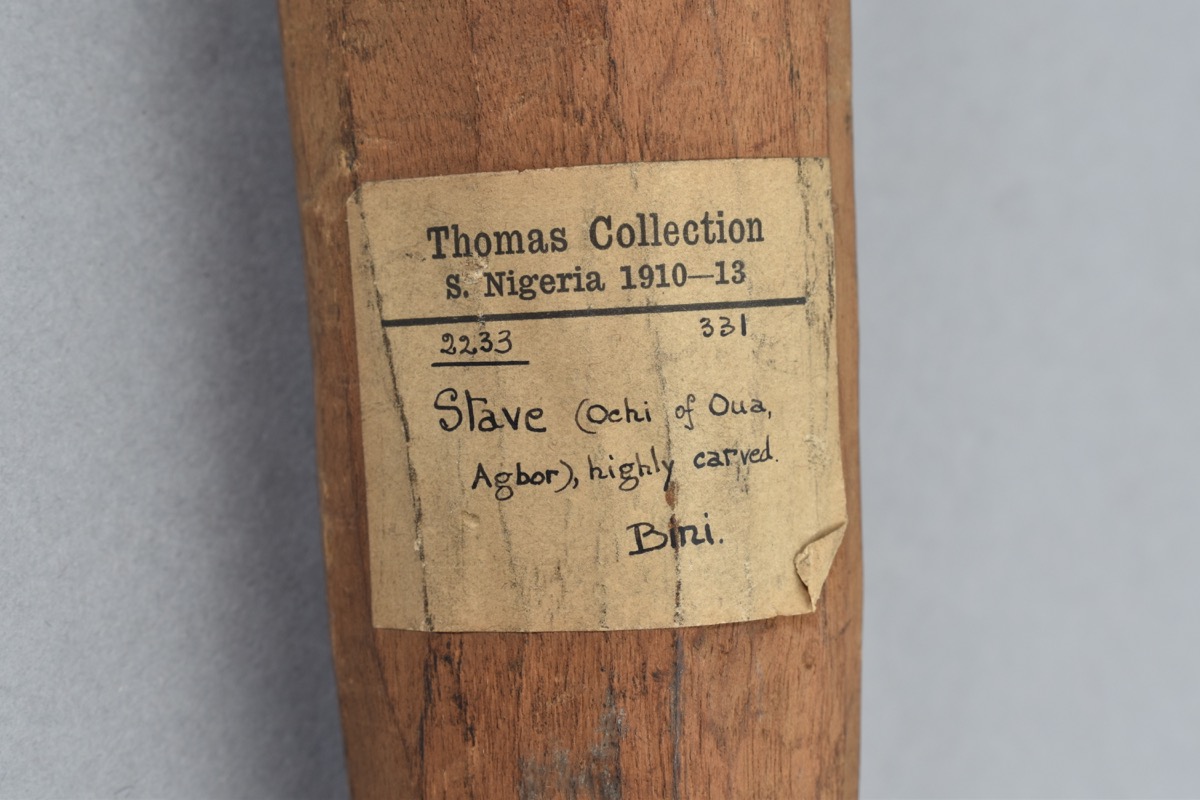 Thomas Collection
S. Nigeria 1910—13
2233 331
Stave (Ochi of Oua,
Agbor), highly carved.
Bini.